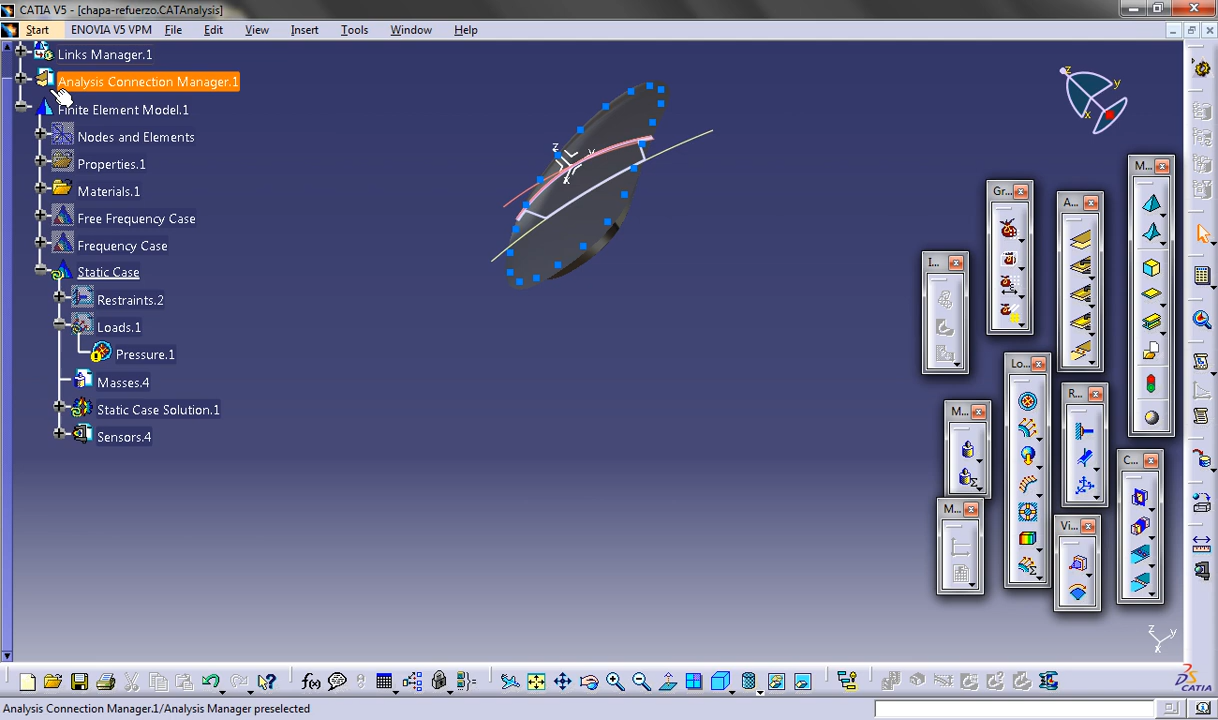 CATIA V5 - [chapa-refuerzo.CATAnalysis]
Start ENOVIA V5 VPM File Edit View Insert Tools Window Help
Links Manager.1
Analysis Connection Manager.1
Finite Element Model.1
Nodes and Elements
Properties.1
Materials.1
Free Frequency Case
Frequency Case
Static Case
Restraints.2
Loads.1
Pressure.1
Masses.4
Static Case Solution.1
Sensors.4
z
y
x
z
y
x
M...
Gr...
A...
I...
Lo...
R...
M...
C...
M...
Vi...
z
y
x
f(x)
CATIA
Analysis Connection Manager.1/Analysis Manager preselected